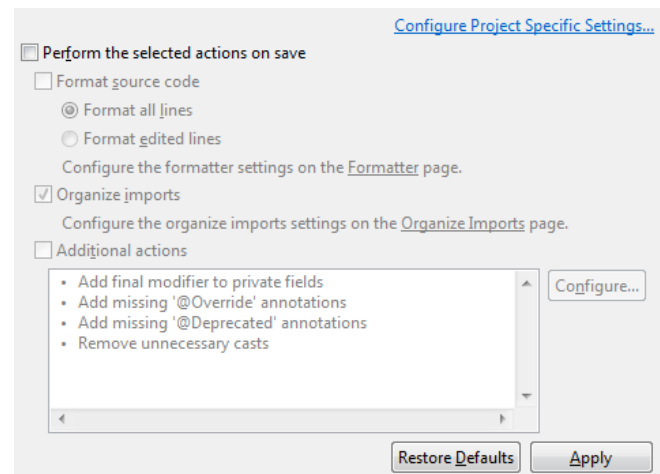 Configure Project Specific Settings...
Perform the selected actions on save
Format source code
Format all lines
Format edited lines
Configure the formatter settings on the Formatter page.
Organize imports
Configure the organize imports settings on the Organize Imports page.
Additional actions
• Add final modifier to private fields
• Add missing '@Override' annotations
• Add missing '@Deprecated' annotations
• Remove unnecessary casts
Configure...
Restore Defaults
Apply